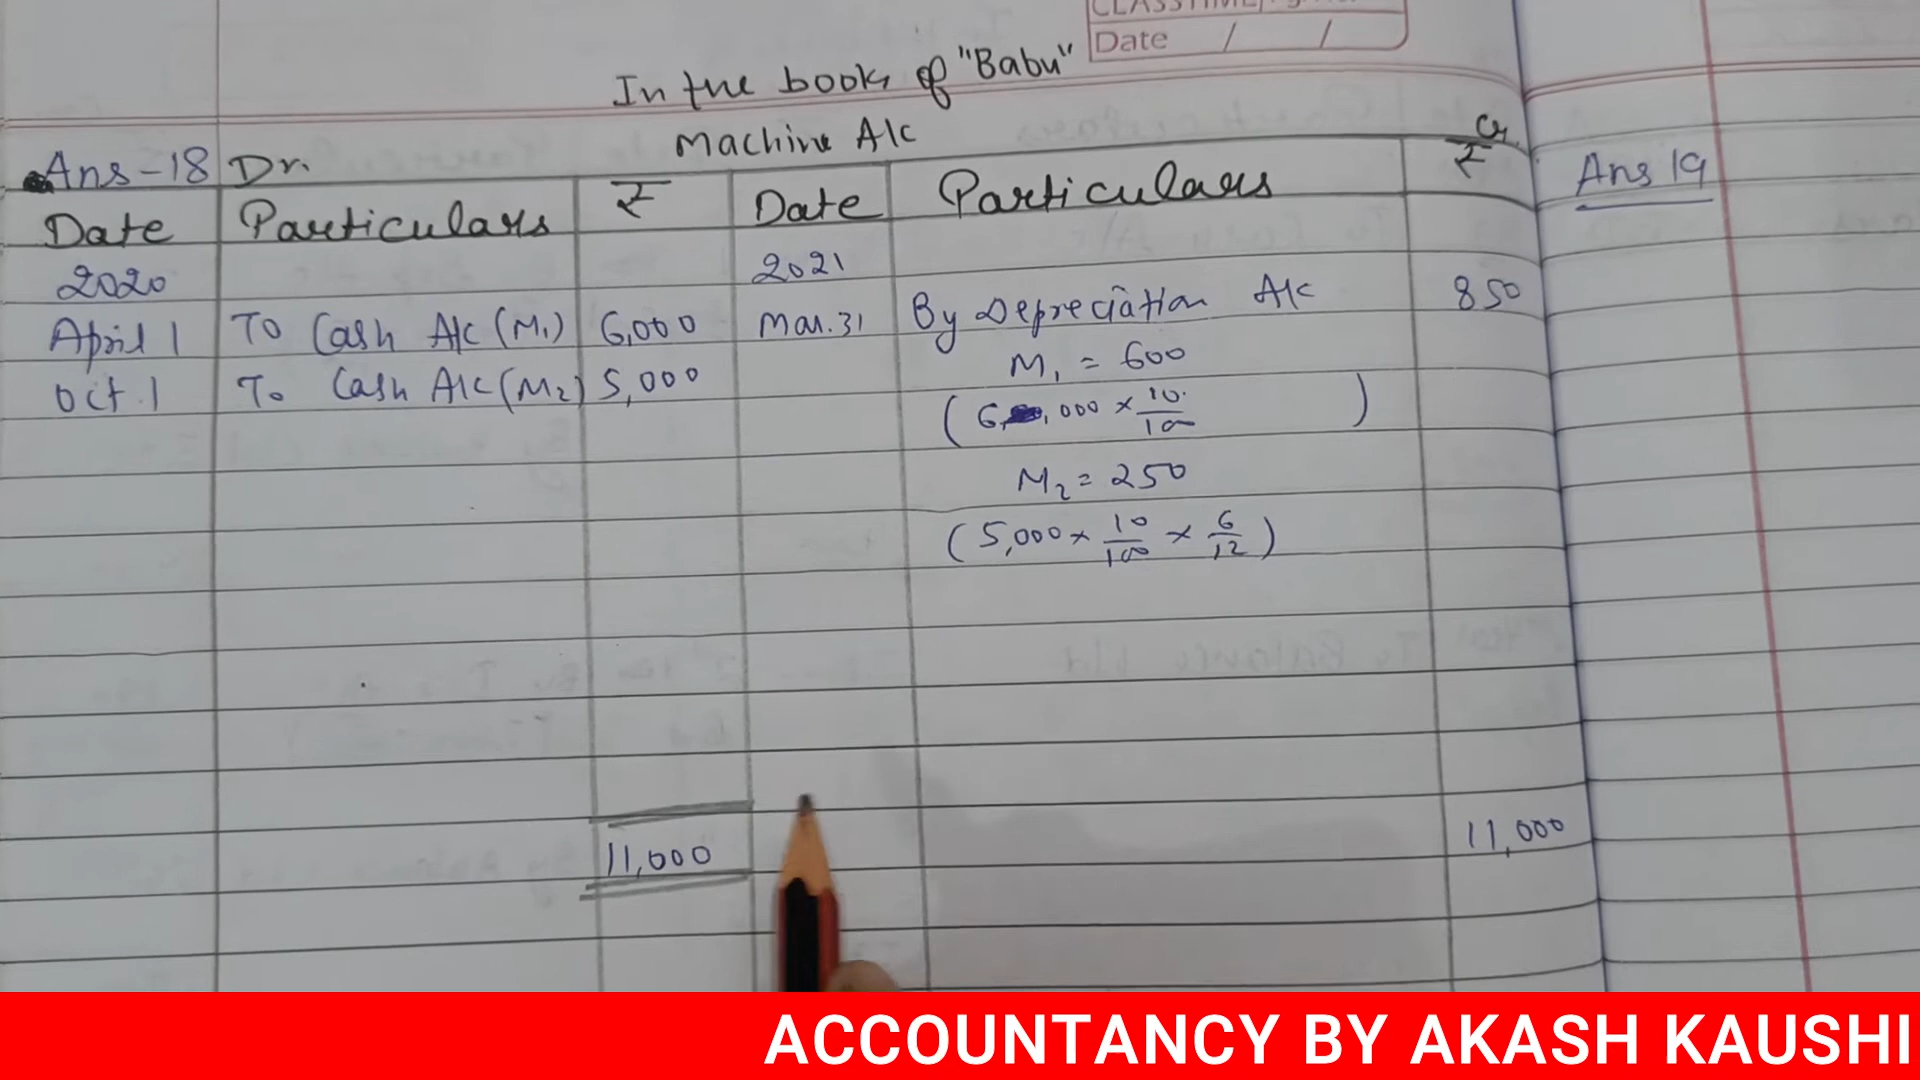 CLASSTIME/
Date / /
In the book of "Babu"
Machine A/c
Ans-18 Dr. Cr.
Date Particulars ₹ Date Particulars ₹
2020 2021
April 1 To Cash A/c (M1) 6,000 Mar. 31 By Depreciation A/c 850
Oct. 1 To Cash A/c (M2) 5,000 M1 = 600
(6,000 × 10/100)
M2 = 250
(5,000 × 10/100 × 6/12)
11,000 11,000
Ans 19
ACCOUNTANCY BY AKASH KAUSHI